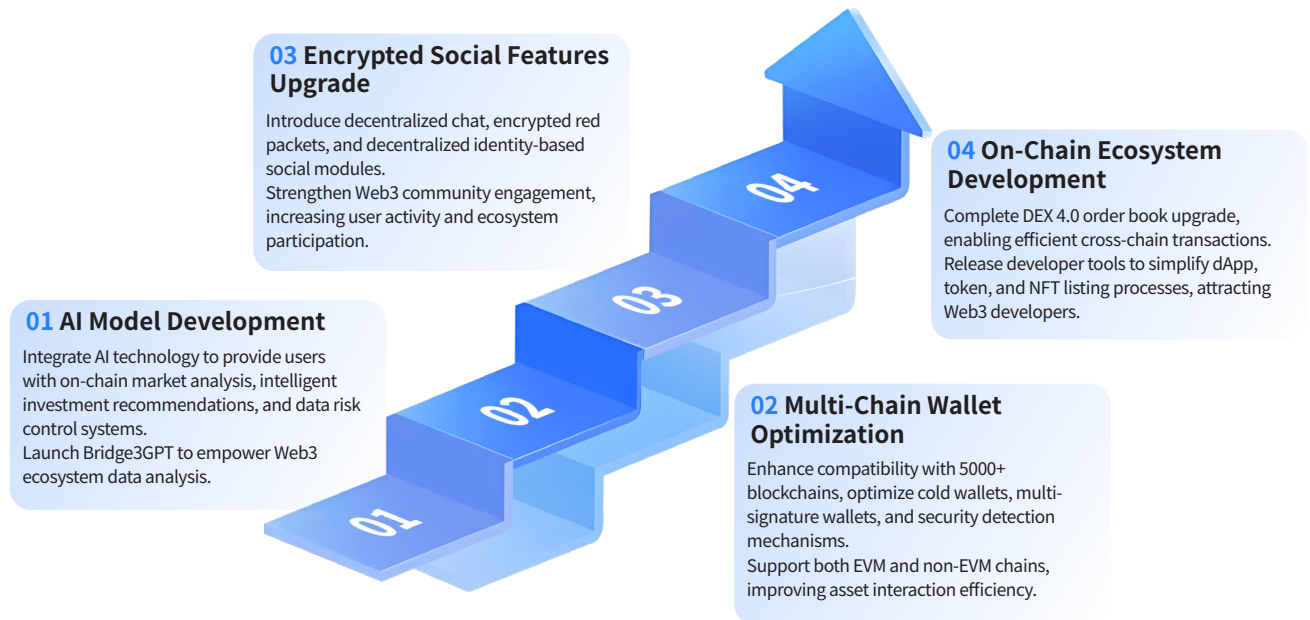 03 Encrypted Social Features
Upgrade
Introduce decentralized chat, encrypted red
packets, and decentralized identity-based
social modules.
Strengthen Web3 community engagement,
increasing user activity and ecosystem
participation.
04 On-Chain Ecosystem
Development
Complete DEX 4.0 order book upgrade,
enabling efficient cross-chain transactions.
Release developer tools to simplify dApp,
token, and NFT listing processes, attracting
Web3 developers.
01 AI Model Development
Integrate AI technology to provide users
with on-chain market analysis, intelligent
investment recommendations, and data risk
control systems.
Launch Bridge3GPT to empower Web3
ecosystem data analysis.
02 Multi-Chain Wallet
Optimization
Enhance compatibility with 5000+
blockchains, optimize cold wallets, multi-
signature wallets, and security detection
mechanisms.
Support both EVM and non-EVM chains,
improving asset interaction efficiency.
04
03
02
01